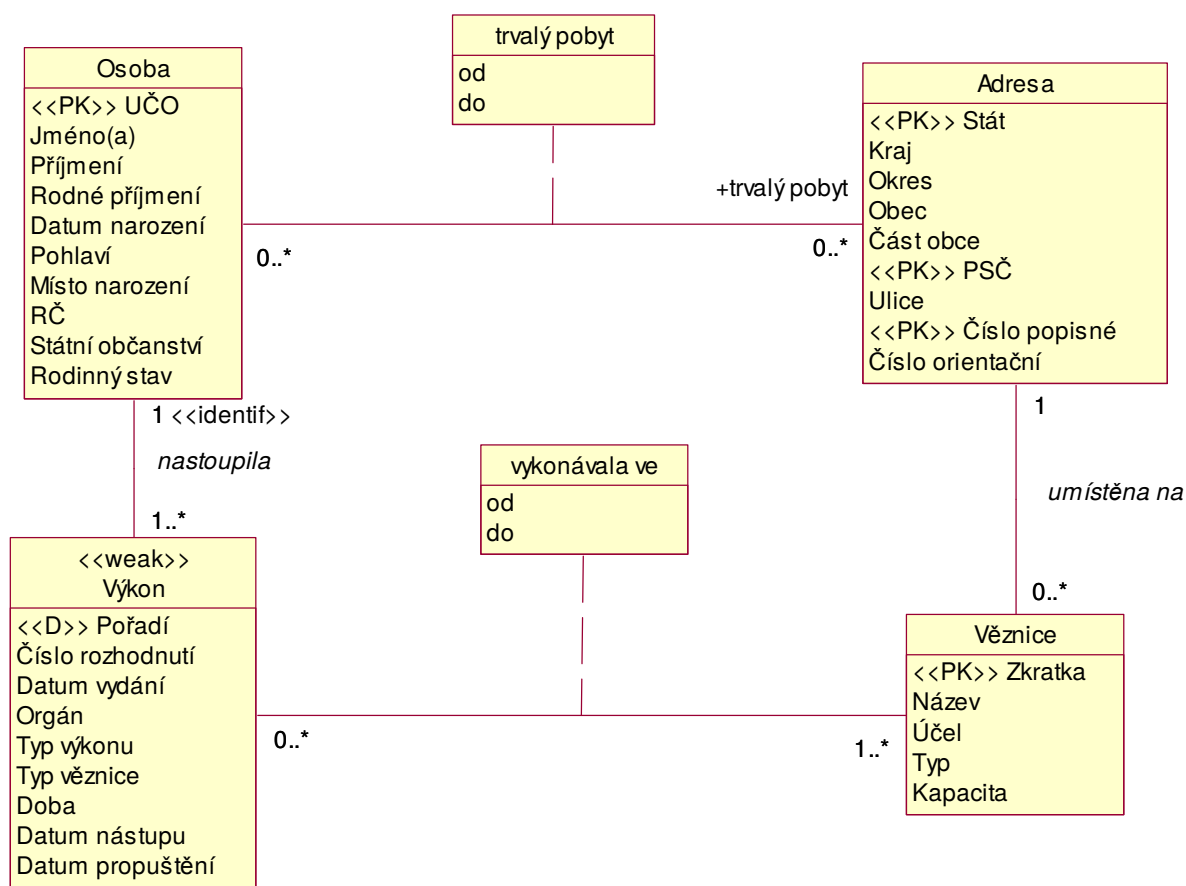 trvalý pobyt
od
do
Osoba
<<PK>> UČO
Jméno(a)
Příjmení
Rodné příjmení
Datum narození
Pohlaví
Místo narození
RČ
Státní občanství
Rodinný stav
Adresa
<<PK>> Stát
Kraj
Okres
Obec
Část obce
<<PK>> PSČ
Ulice
<<PK>> Číslo popisné
Číslo orientační
+trvalý pobyt
0..*
0..*
1 <<identif>>
nastoupila
1..*
1
umístěna na
0..*
vykonávala ve
od
do
<<weak>>
Výkon
<<D>> Pořadí
Číslo rozhodnutí
Datum vydání
Orgán
Typ výkonu
Typ věznice
Doba
Datum nástupu
Datum propuštění
0..*
1..*
Věznice
<<PK>> Zkratka
Název
Účel
Typ
Kapacita